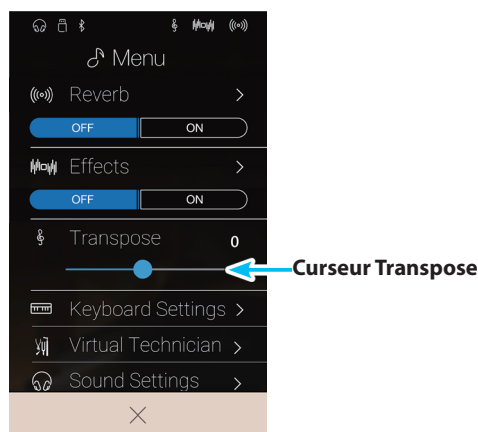 Menu
Reverb
OFF ON
Effects
OFF ON
Transpose 0
Curseur Transpose
Keyboard Settings
Virtual Technician
Sound Settings